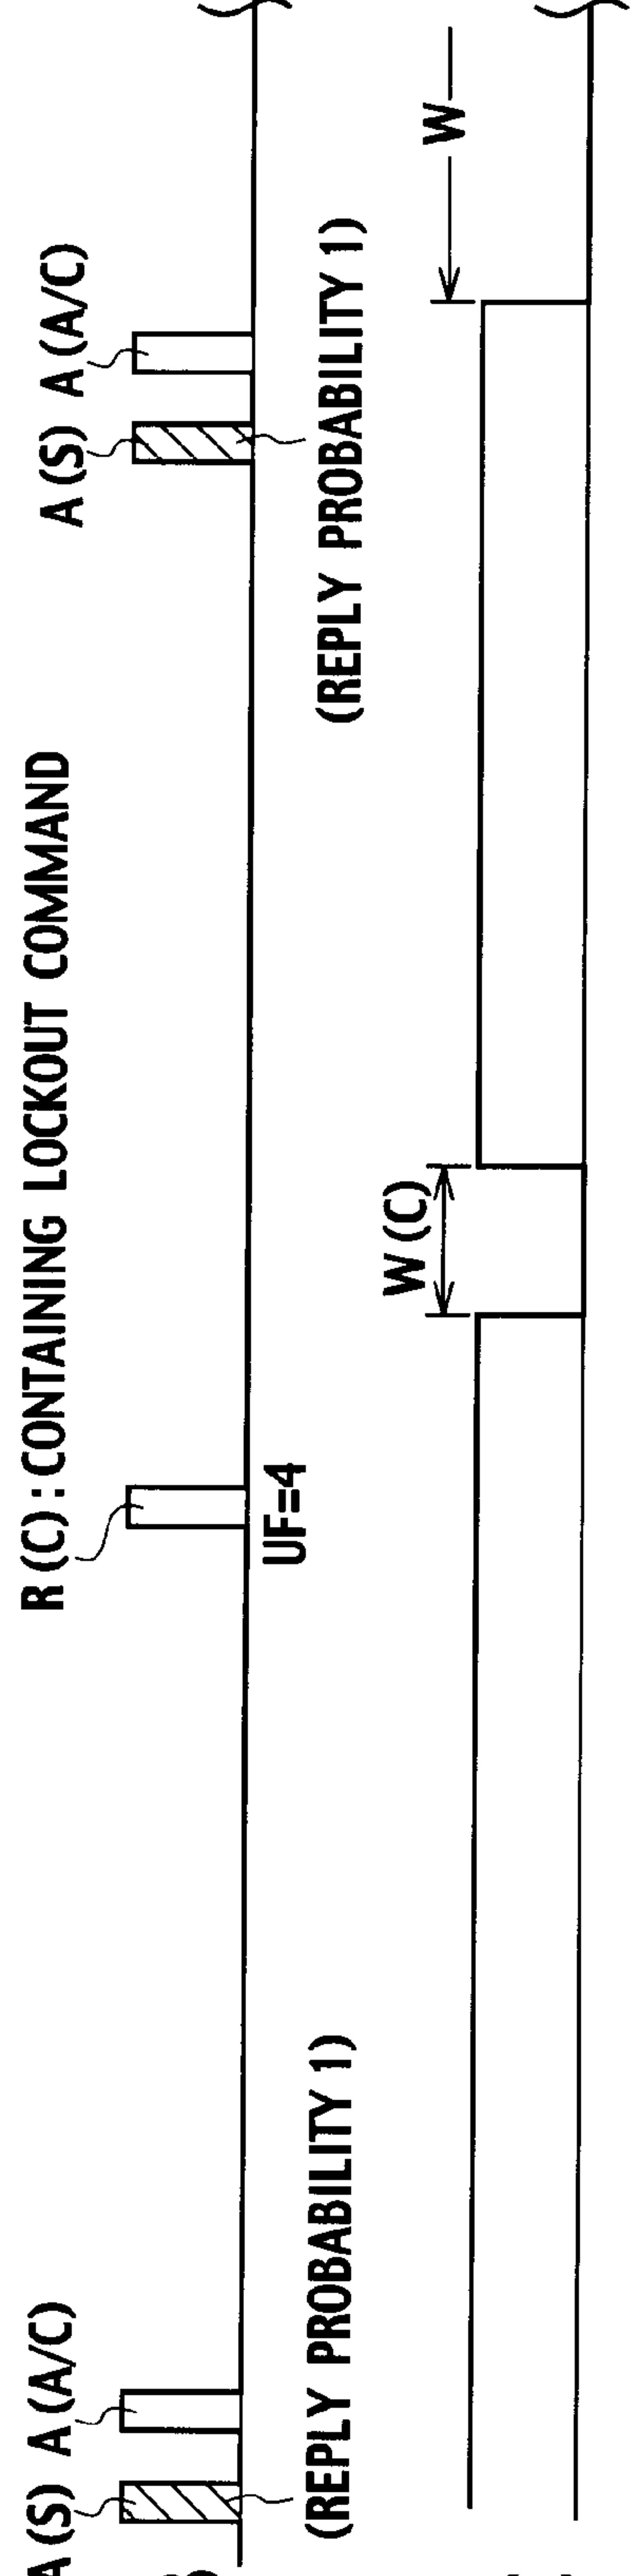 A(S) A(A/C)
R(C):CONTAINING LOCKOUT COMMAND
A(S) A(A/C)
(REPLY PROBABILITY 1)
UF=4
(REPLY PROBABILITY 1)
W(C)
W